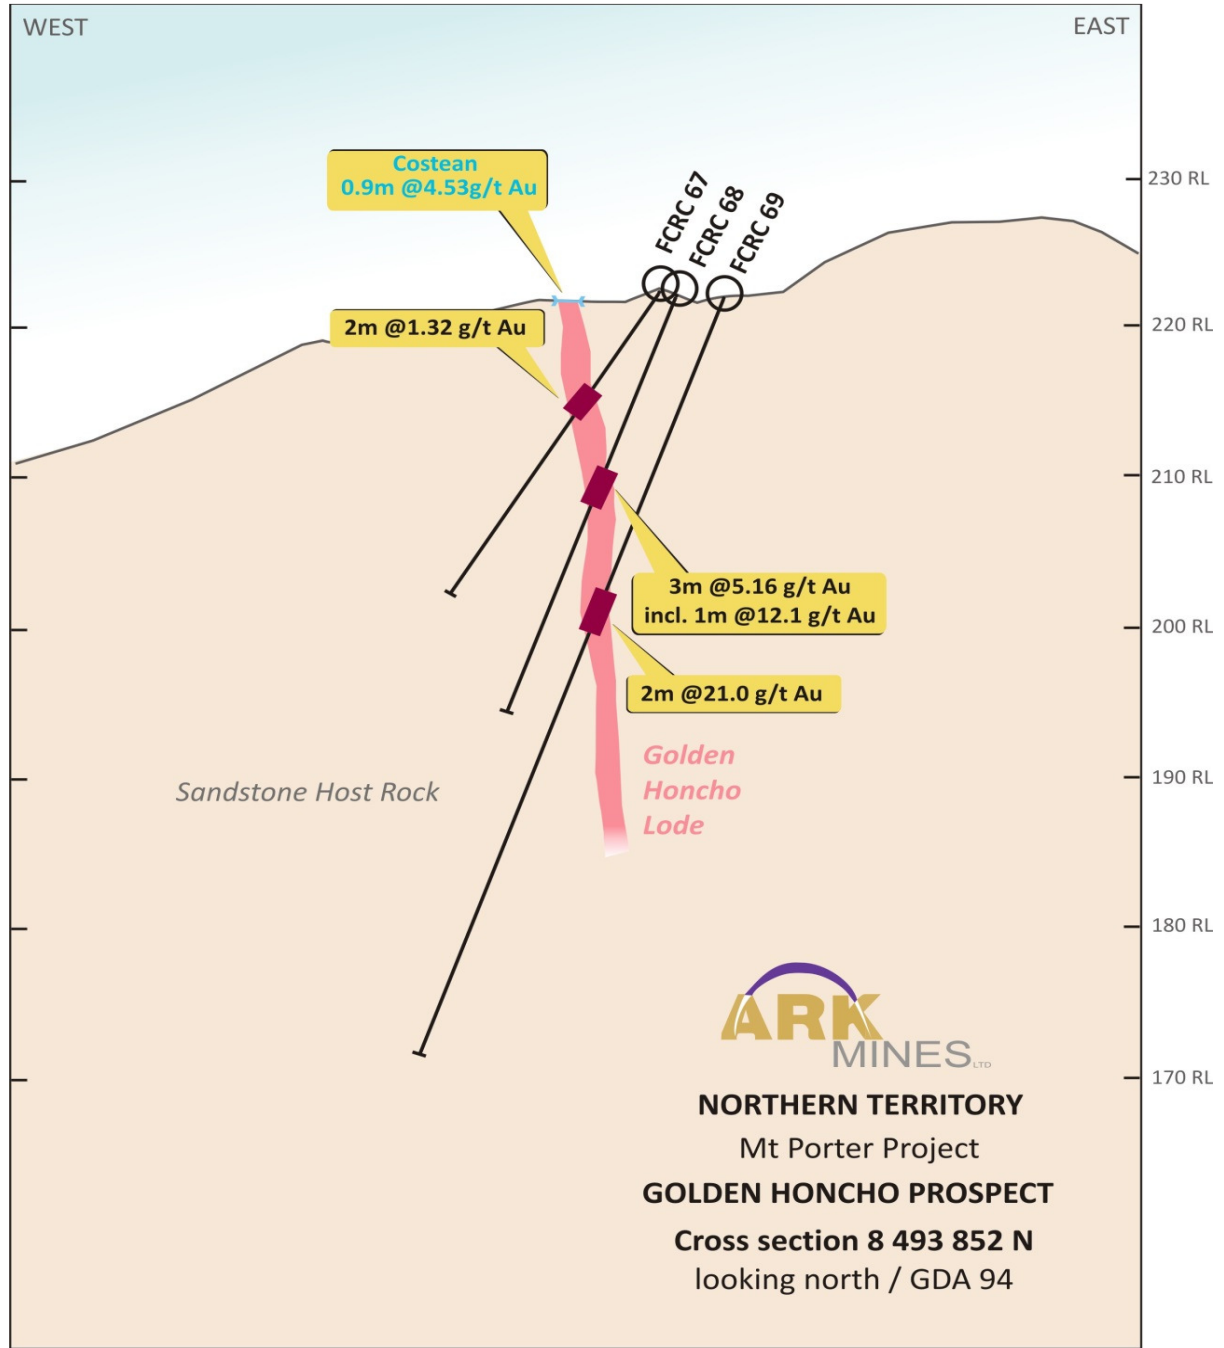 WEST
EAST
230 RL
Costean
0.9m @4.53g/t Au
FCRC 67
FCRC 68
FCRC 69
2m @1.32 g/t Au
220 RL
210 RL
3m @5.16 g/t Au
incl. 1m @12.1 g/t Au
200 RL
2m @21.0 g/t Au
Golden
Honcho
Lode
190 RL
Sandstone Host Rock
180 RL
ARK
MINES LTD
170 RL
NORTHERN TERRITORY
Mt Porter Project
GOLDEN HONCHO PROSPECT
Cross section 8 493 852 N
looking north / GDA 94